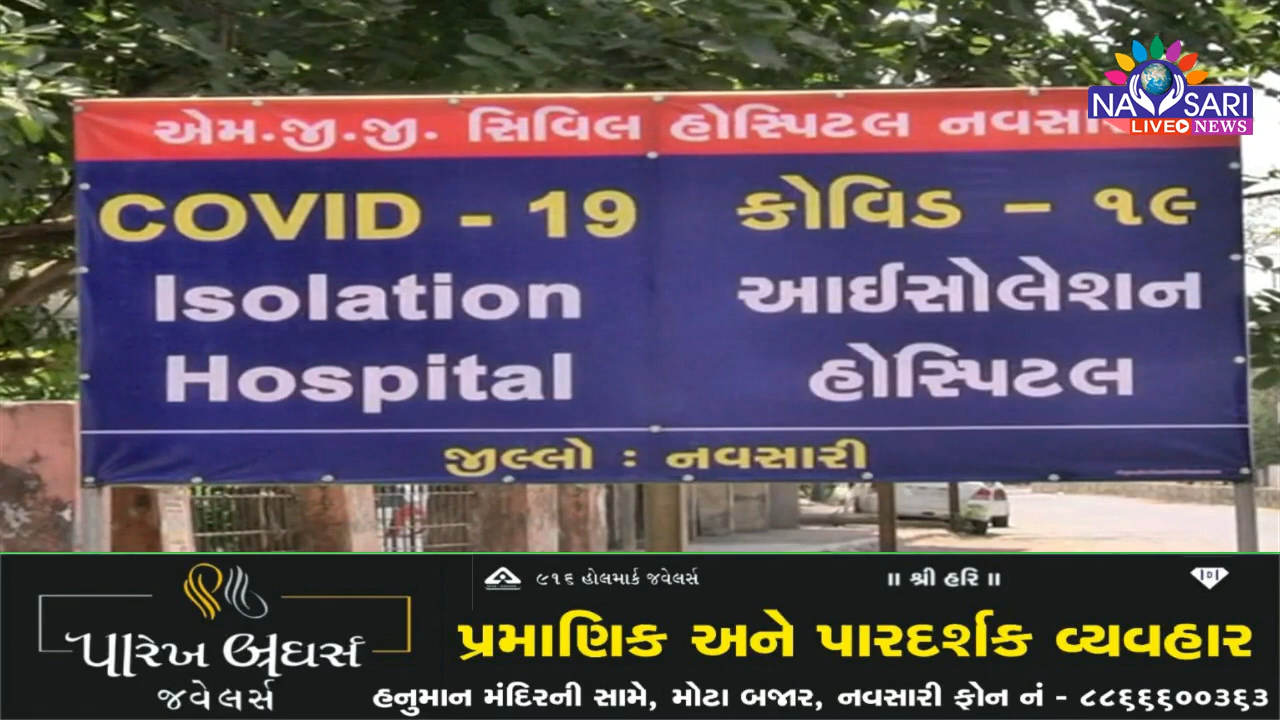 એમ.જી.જી. સિવિલ હોસ્પિટલ
NAVSARI
LIVE NEWS
COVID - 19
Isolation
Hospital
કોવિડ – ૧૯
આઈસોલેશન
હોસ્પિટલ
જીલ્લો : નવસારી
પારેખ બ્રધર્સ
જવેલર્સ
૯૧૬ હોલમાર્ક જવેલર્સ
॥ શ્રી હરિ ॥
પ્રમાણિક અને પારદર્શક વ્યવહાર
હનુમાન મંદિરની સામે, મોટા બજાર, નવસારી ફોન નં - ૮૮૬૬૬૦૦૩૬૩